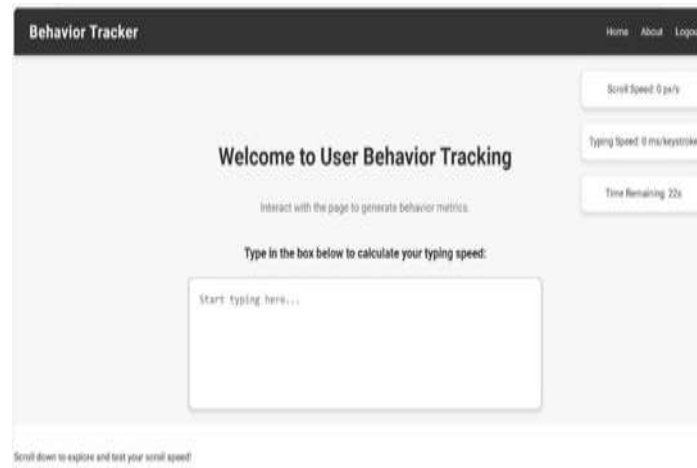 Behavior Tracker
Home About Logout
Scroll Speed: 0 px/s
Typing Speed: 0 ms/keystroke
Time Remaining: 22s
Welcome to User Behavior Tracking
Interact with the page to generate behavior metrics.
Type in the box below to calculate your typing speed:
Start typing here...
Scroll down to explore and test your scroll speed!